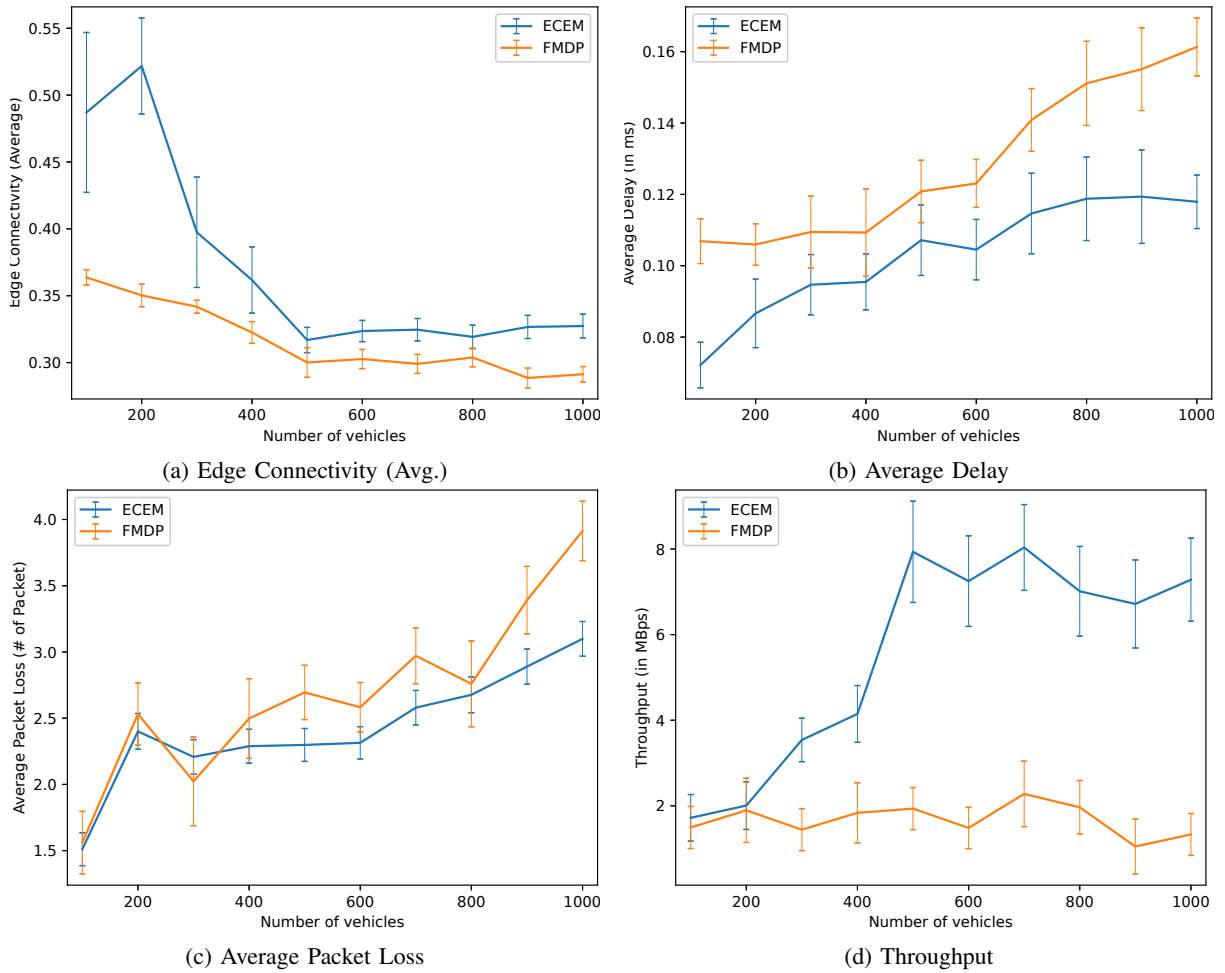 0.55
0.50
0.45
0.40
0.35
0.30
Edge Connectivity (Average)
ECEM
FMDP
200
400
600
800
1000
Number of vehicles
(a) Edge Connectivity (Avg.)
0.16
0.14
0.12
0.10
0.08
Average Delay (in ms)
ECEM
FMDP
200
400
600
800
1000
Number of vehicles
(b) Average Delay
4.0
3.5
3.0
2.5
2.0
1.5
Average Packet Loss (# of Packet)
ECEM
FMDP
200
400
600
800
1000
Number of vehicles
(c) Average Packet Loss
8
6
4
2
Throughput (in MBps)
ECEM
FMDP
200
400
600
800
1000
Number of vehicles
(d) Throughput